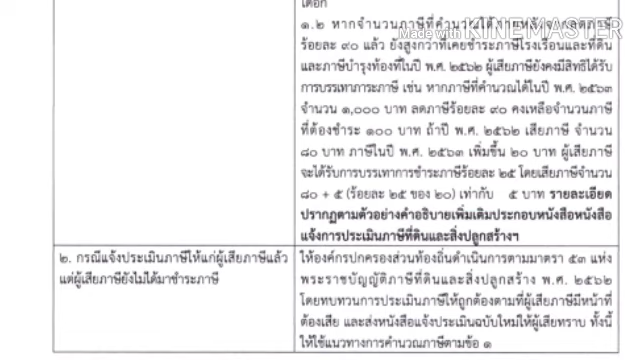 ๑.๒ หากจำนวนภาษีที่คำนวณได้ภายหลังจากลดภาษี
Made with KINEMASTER
ร้อยละ ๙๐ แล้ว ยังสูงกว่าที่เคยชำระภาษีโรงเรือนและที่ดิน
และภาษีบำรุงท้องที่ในปี พ.ศ. ๒๕๖๒ ผู้เสียภาษียังคงมีสิทธิได้รับ
การบรรเทาภาระภาษี เช่น หากภาษีที่คำนวณได้ในปี พ.ศ. ๒๕๖๓
จำนวน ๑,๐๐๐ บาท ลดภาษีร้อยละ ๙๐ คงเหลือจำนวนภาษี
ที่ต้องชำระ ๑๐๐ บาท ถ้าปี พ.ศ. ๒๕๖๒ เสียภาษี จำนวน
๘๐ บาท ภาษีในปี พ.ศ. ๒๕๖๓ เพิ่มขึ้น ๒๐ บาท ผู้เสียภาษี
จะได้รับการบรรเทาการชำระภาษีร้อยละ ๒๕ โดยเสียภาษีจำนวน
๘๐ + ๕ (ร้อยละ ๒๕ ของ ๒๐) เท่ากับ ๕ บาท รายละเอียด
ปรากฏตามตัวอย่างคำอธิบายเพิ่มเติมประกอบหนังสือหนังสือ
แจ้งการประเมินภาษีที่ดินและสิ่งปลูกสร้างฯ
๒. กรณีแจ้งประเมินภาษีให้แก่ผู้เสียภาษีแล้ว
แต่ผู้เสียภาษียังไม่ได้มาชำระภาษี
ให้องค์กรปกครองส่วนท้องถิ่นดำเนินการตามมาตรา ๕๓ แห่ง
พระราชบัญญัติภาษีที่ดินและสิ่งปลูกสร้าง พ.ศ. ๒๕๖๒
โดยทบทวนการประเมินภาษีให้ถูกต้องตามที่ผู้เสียภาษีมีหน้าที่
ต้องเสีย และส่งหนังสือแจ้งประเมินฉบับใหม่ให้ผู้เสียทราบ ทั้งนี้
ให้ใช้แนวทางการคำนวณภาษีตามข้อ ๑